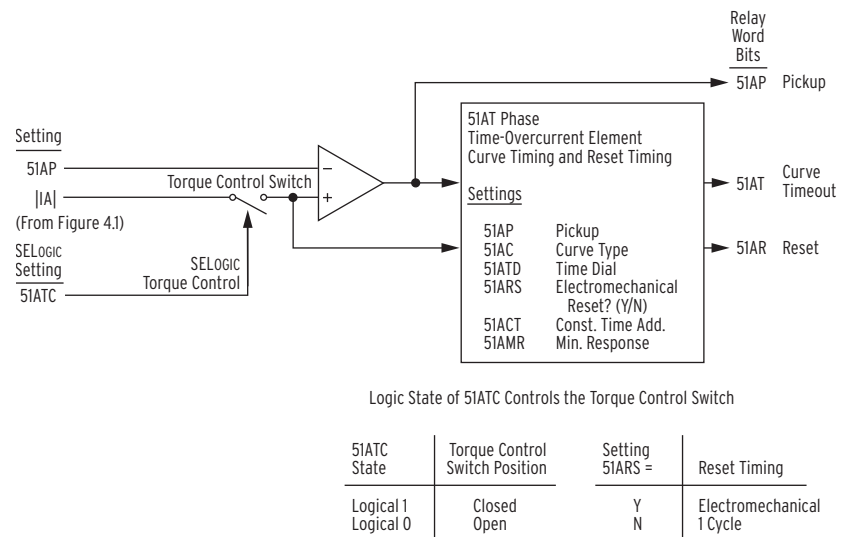 Relay
Word
Bits
51AP Pickup
Setting
51AP
|IA|
(From Figure 4.1)
SELOGIC
Setting
51ATC
Torque Control Switch
SELOGIC
Torque Control
−
+
51AT Phase
Time-Overcurrent Element
Curve Timing and Reset Timing
Settings
51AP Pickup
51AC Curve Type
51ATD Time Dial
51ARS Electromechanical
Reset? (Y/N)
51ACT Const. Time Add.
51AMR Min. Response
51AT Curve
Timeout
51AR Reset
Logic State of 51ATC Controls the Torque Control Switch
51ATC Torque Control
State Switch Position
Logical 1 Closed
Logical 0 Open
Setting
51ARS = Reset Timing
Y Electromechanical
N 1 Cycle